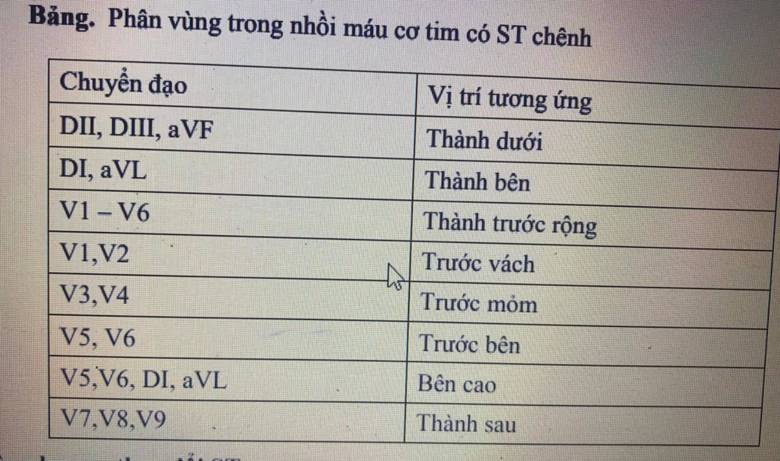 Bảng. Phân vùng trong nhồi máu cơ tim có ST chênh
Chuyển đạo Vị trí tương ứng
DII, DIII, aVF Thành dưới
DI, aVL Thành bên
V1 – V6 Thành trước rộng
V1,V2 Trước vách
V3,V4 Trước mỏm
V5, V6 Trước bên
V5,V6, DI, aVL Bên cao
V7,V8,V9 Thành sau